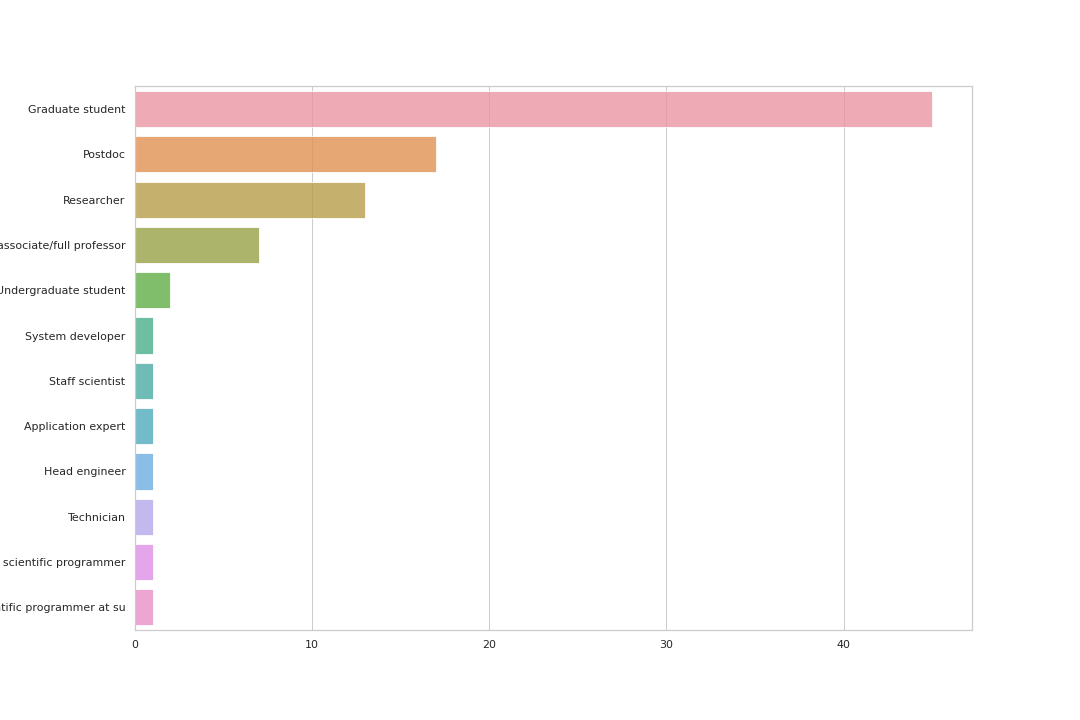 Graduate student
Postdoc
Researcher
associate/full professor
Undergraduate student
System developer
Staff scientist
Application expert
Head engineer
Technician
scientific programmer
programmer at su
0 10 20 30 40